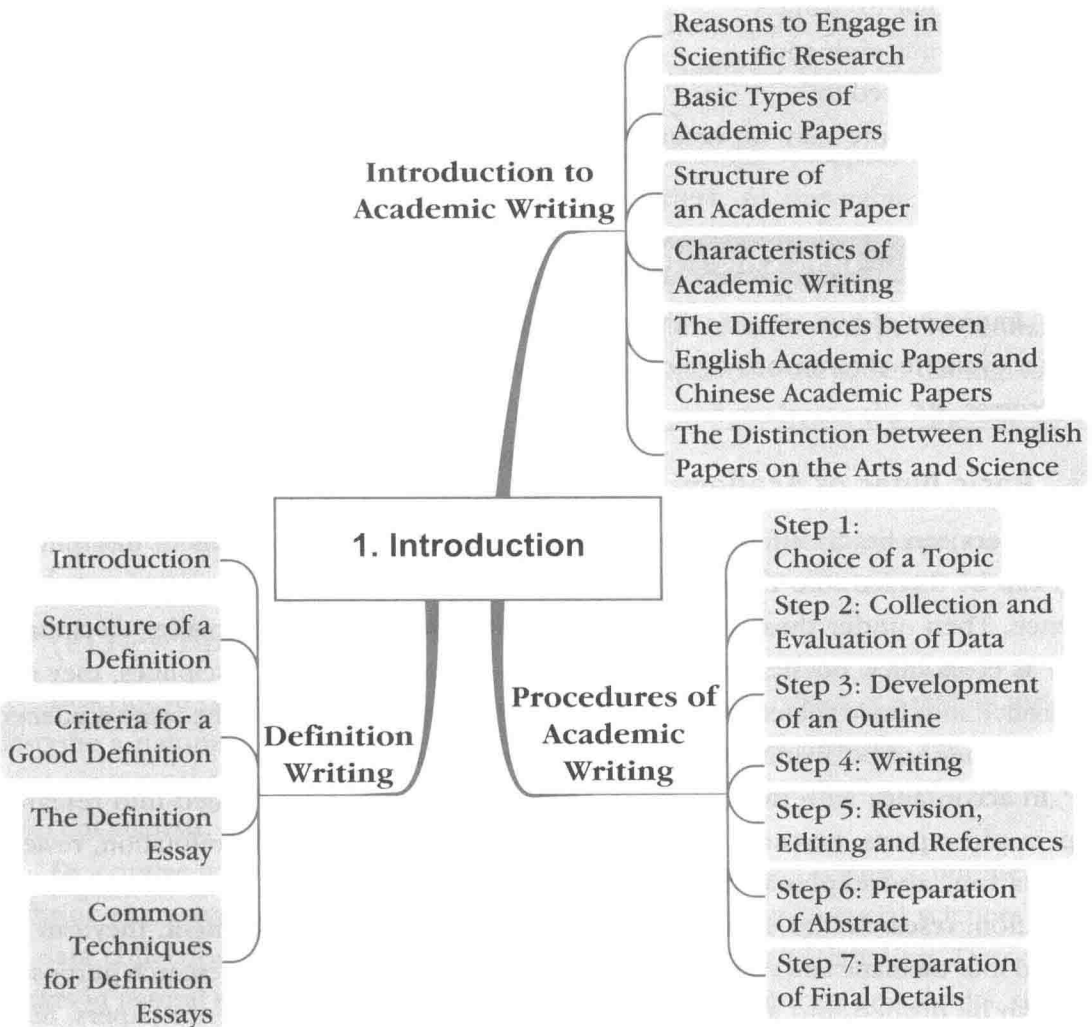 Reasons to Engage in
Scientific Research
Basic Types of
Academic Papers
Introduction to
Academic Writing
Structure of
an Academic Paper
Characteristics of
Academic Writing
The Differences between
English Academic Papers and
Chinese Academic Papers
The Distinction between English
Papers on the Arts and Science
1. Introduction
Introduction
Structure of a
Definition
Criteria for a
Good Definition
Definition
Writing
The Definition
Essay
Common
Techniques
for Definition
Essays
Procedures of
Academic
Writing
Step 1:
Choice of a Topic
Step 2: Collection and
Evaluation of Data
Step 3: Development
of an Outline
Step 4: Writing
Step 5: Revision,
Editing and References
Step 6: Preparation
of Abstract
Step 7: Preparation
of Final Details